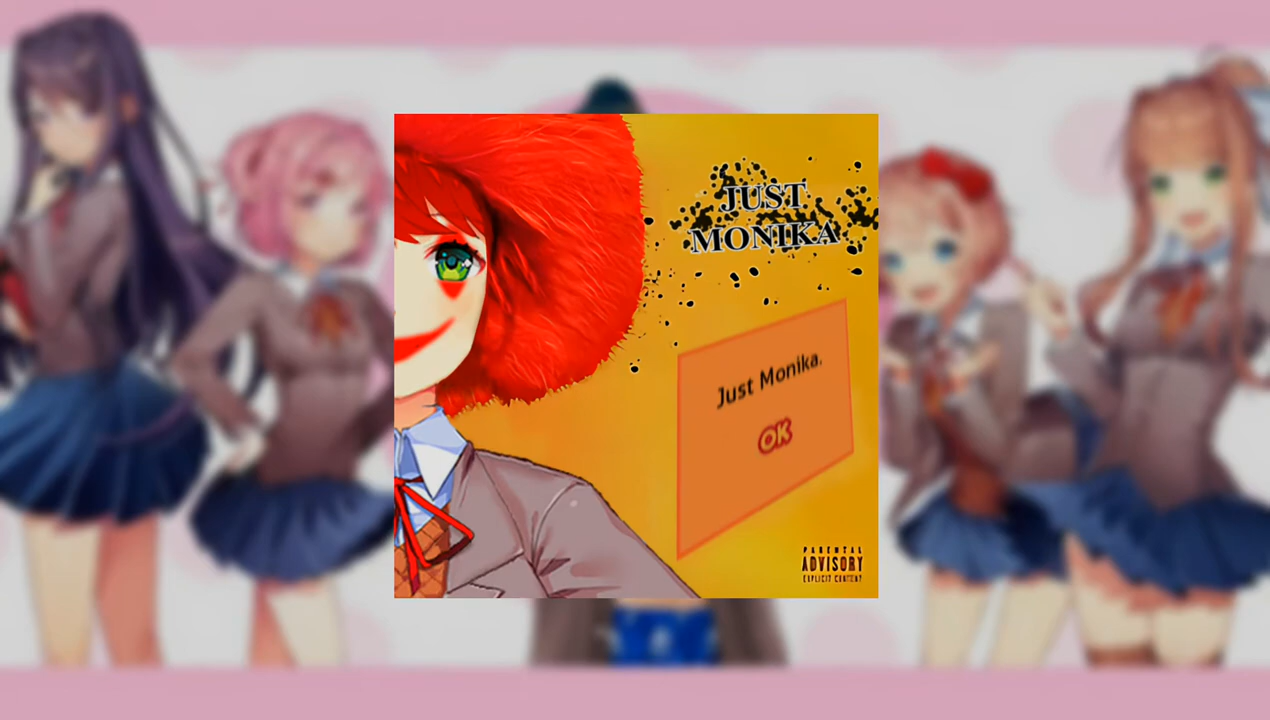 JUST
MONIKA
Just Monika.
OK
PARENTAL
ADVISORY
EXPLICIT CONTENT